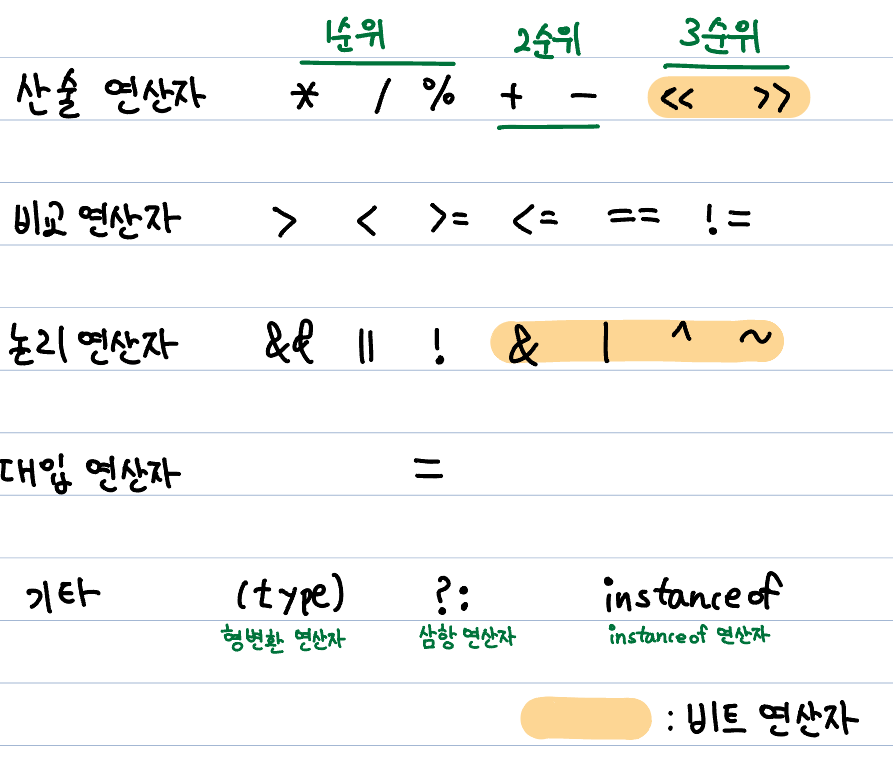 1순위 2순위 3순위
산술 연산자 * / % + - << >>
비교 연산자 > < >= <= == !=
논리 연산자 && || ! & | ^ ~
대입 연산자 =
기타 (type) ?: instanceof
형변환 연산자 삼항 연산자 instanceof 연산자
: 비트 연산자